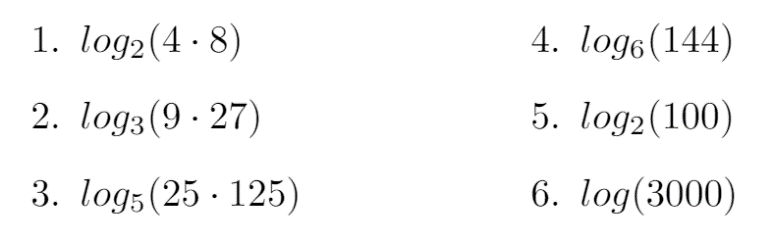 1. log₂(4 · 8)
2. log₃(9 · 27)
3. log₅(25 · 125)
4. log₆(144)
5. log₂(100)
6. log(3000)